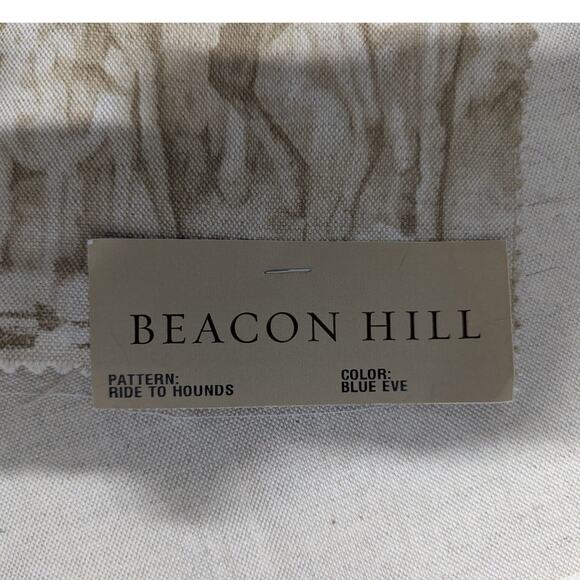 BEACON HILL
PATTERN: COLOR:
RIDE TO HOUNDS BLUE EVE